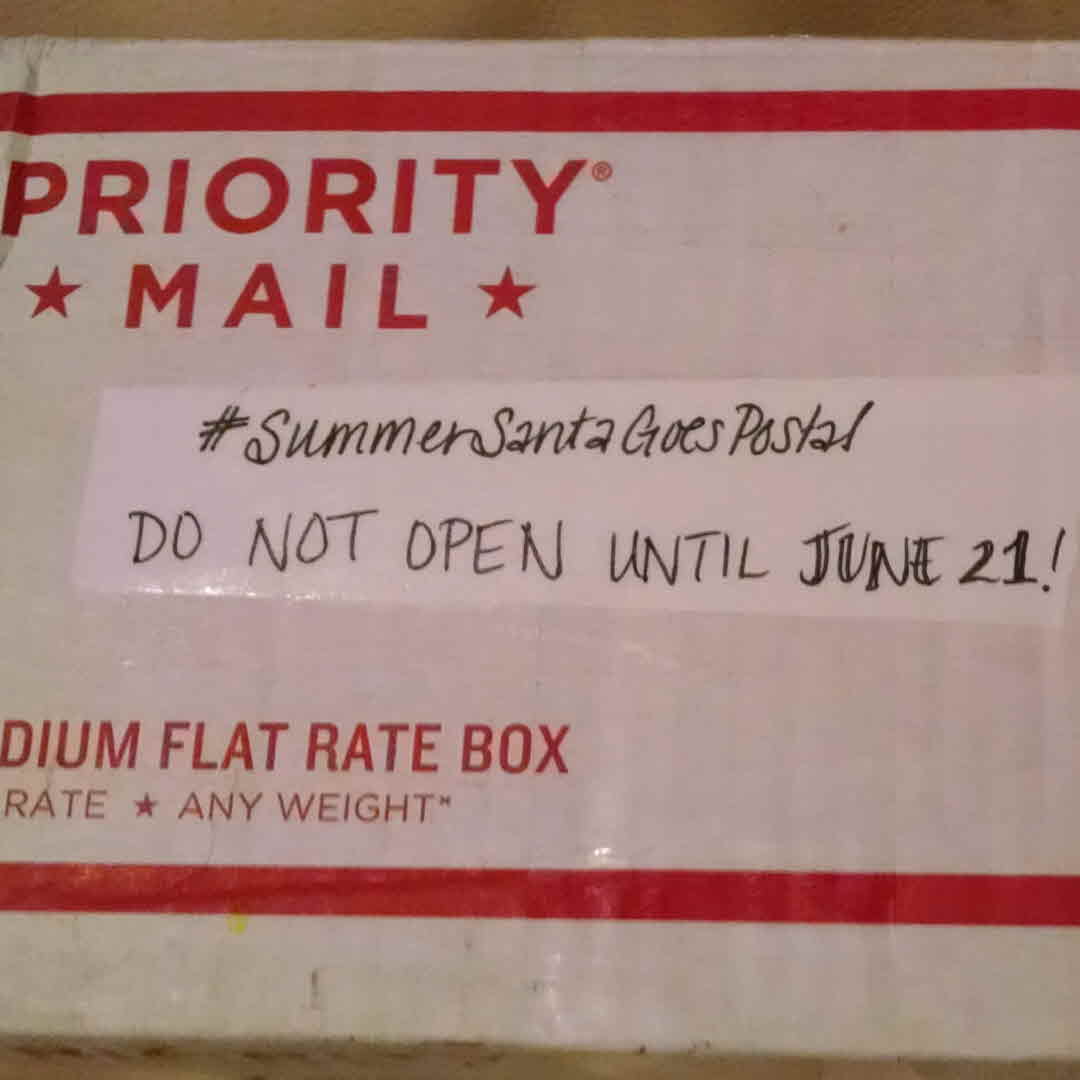 PRIORITY®
★ MAIL ★
#SummerSantaGoesPostal
DO NOT OPEN UNTIL JUNE 21!
DIUM FLAT RATE BOX
RATE ★ ANY WEIGHT™